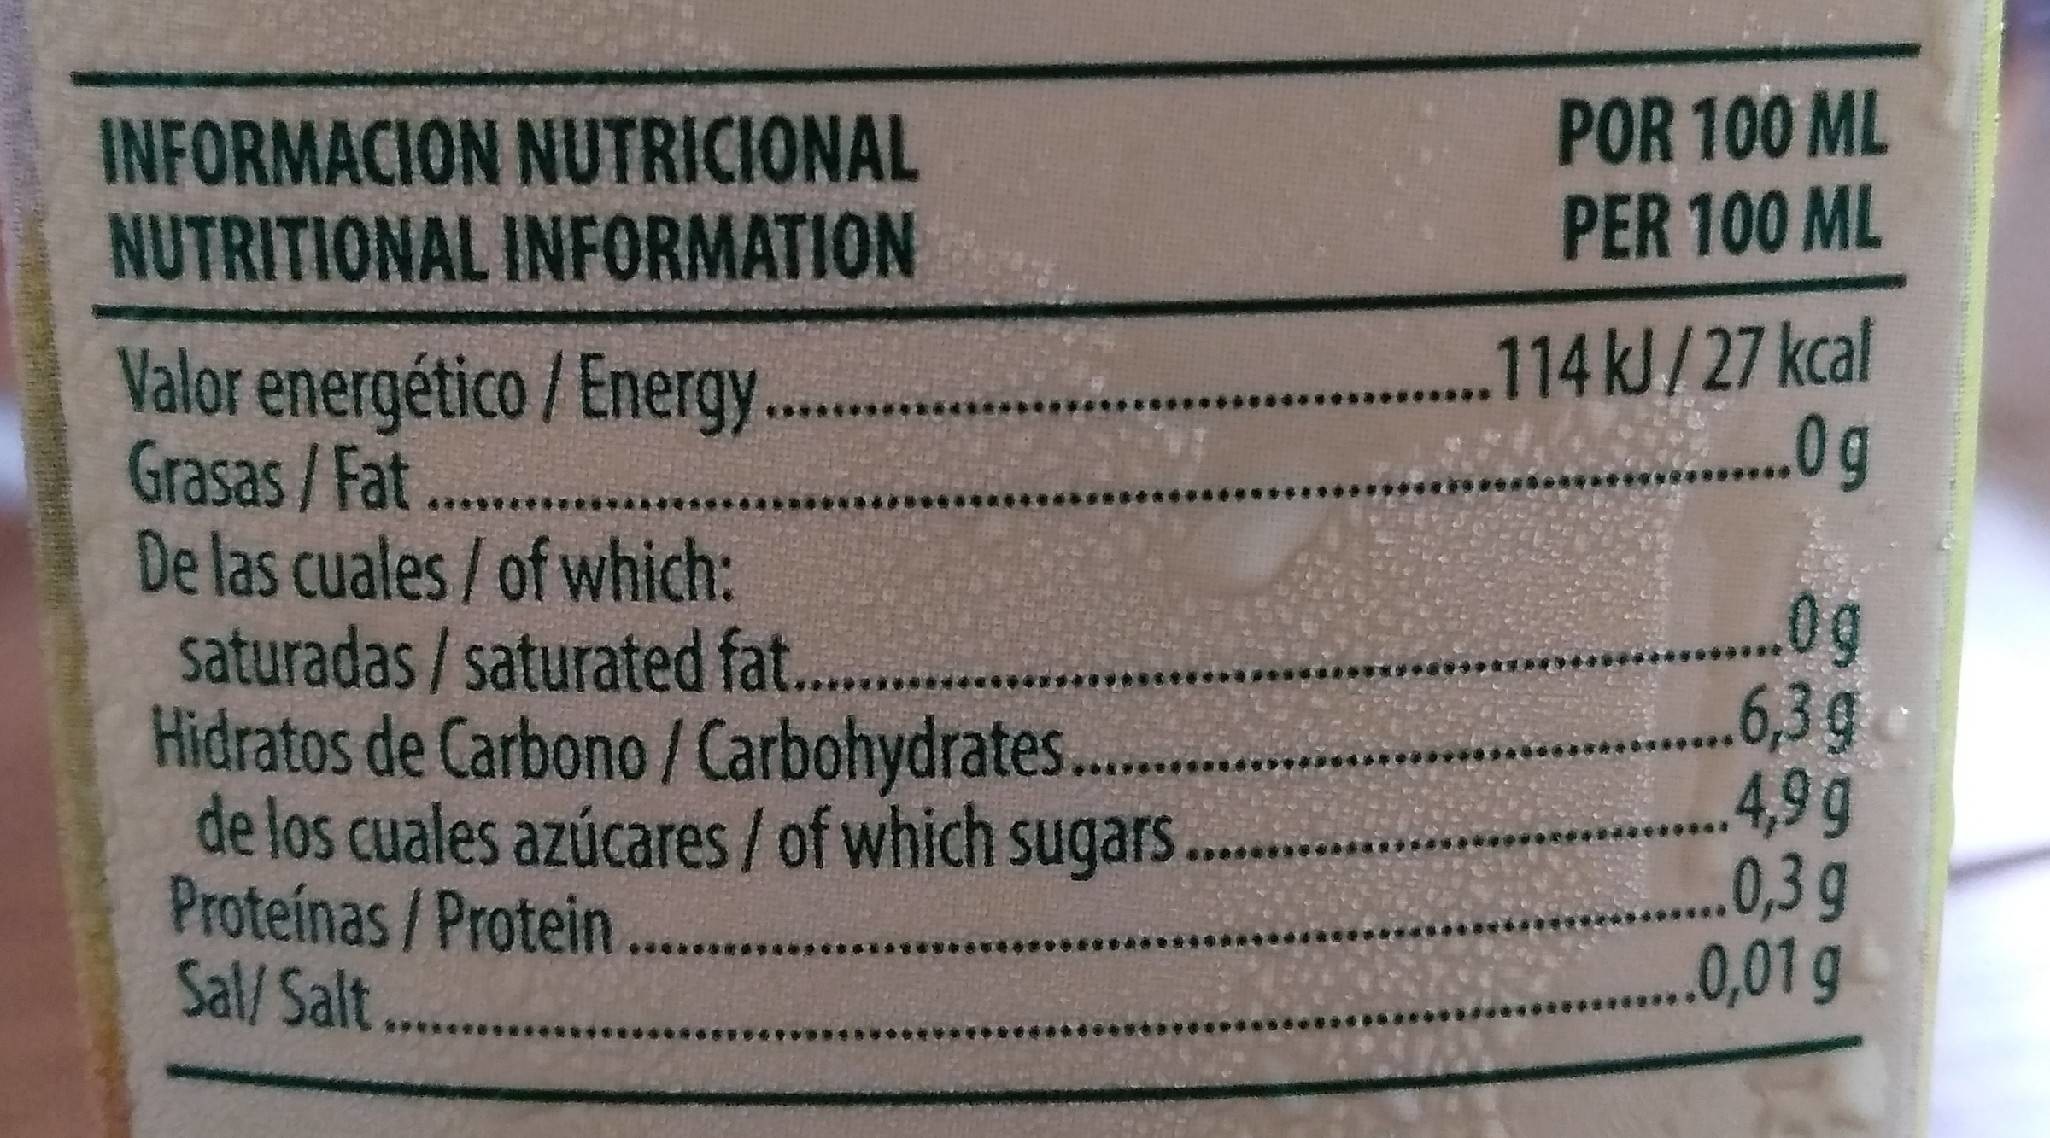 INFORMACION NUTRICIONAL POR 100 ML
NUTRITIONAL INFORMATION PER 100 ML
Valor energético / Energy 114 kJ / 27 kcal
Grasas / Fat 0 g
De las cuales / of which:
saturadas / saturated fat 0 g
Hidratos de Carbono / Carbohydrates 6,3 g
de los cuales azúcares / of which sugars 4,9 g
Proteínas / Protein 0,3 g
Sal/ Salt 0,01 g